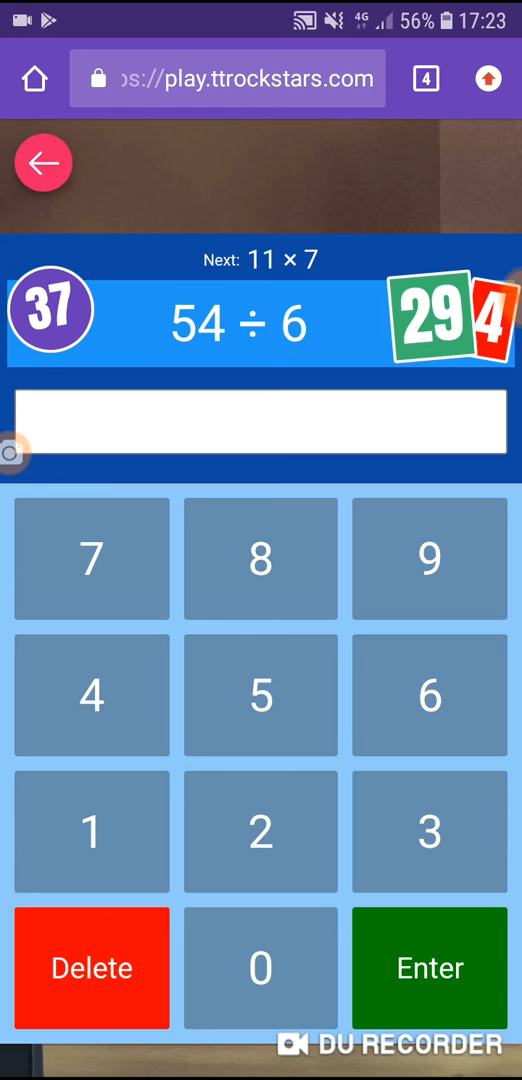 4G 56% 17:23
ps://play.ttrockstars.com 4
Next: 11 × 7
37 54 ÷ 6 29 4
7 8 9
4 5 6
1 2 3
Delete 0 Enter
DU RECORDER